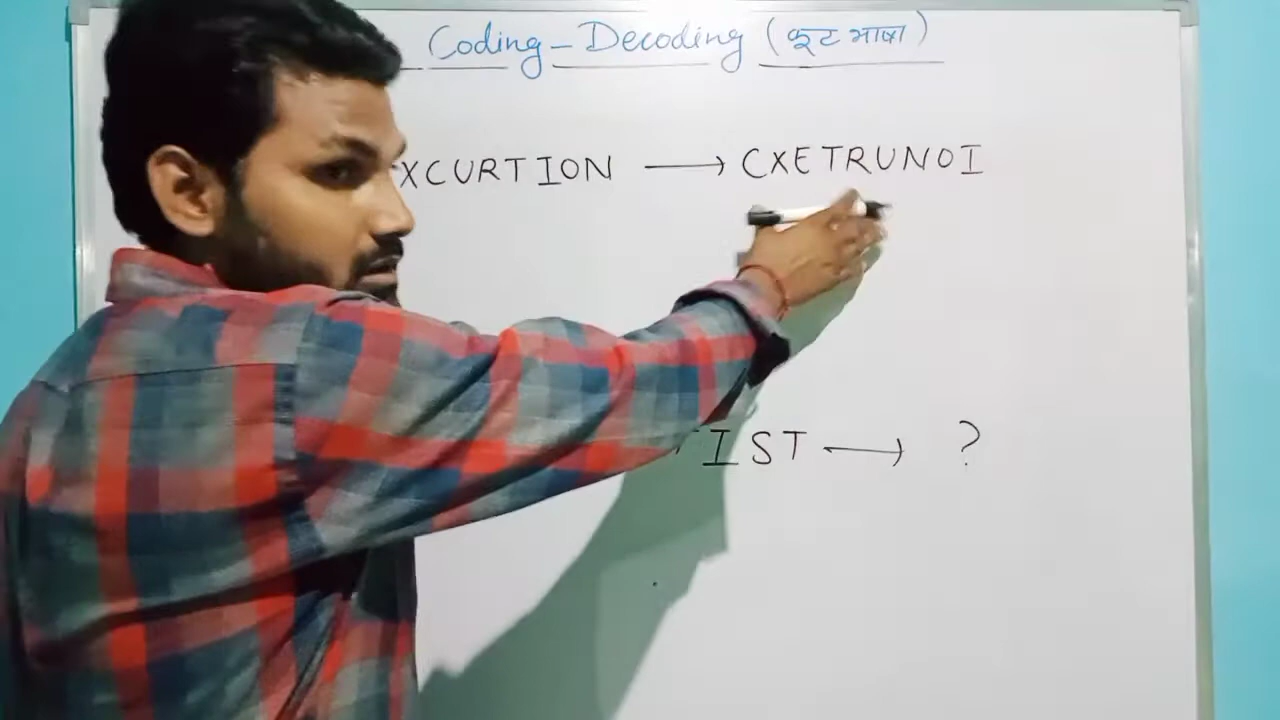 Coding - Decoding (कूट भाषा)
XCURTION → CXETRUNOI
IST → ?